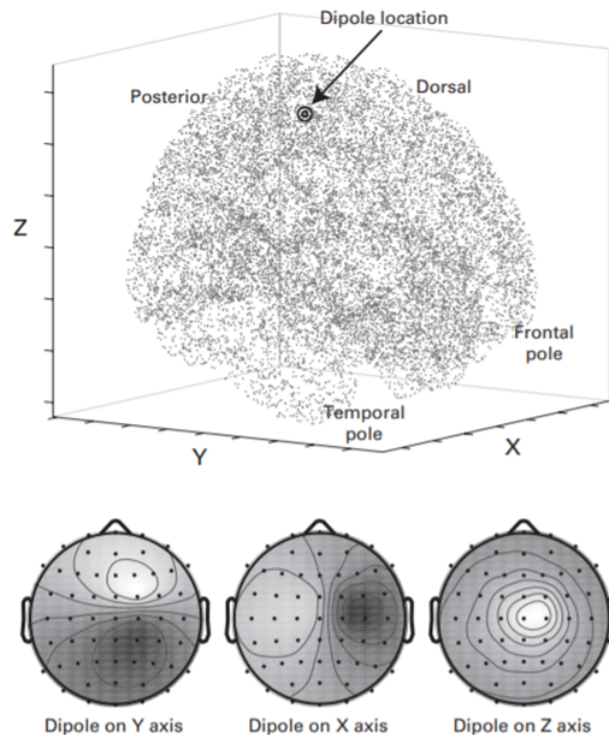 Dipole location
Posterior
Dorsal
Z
Frontal
pole
Temporal
pole
Y
X
Dipole on Y axis
Dipole on X axis
Dipole on Z axis